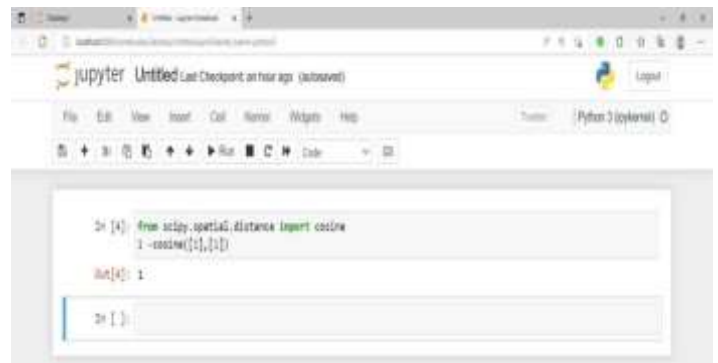 jupyter Untitled Last Checkpoint: an hour ago (autosaved)
Logout
File Edit View Insert Cell Kernel Widgets Help
Trusted Python 3 (ipykernel)
Run Code
In [4]: from scipy.spatial.distance import cosine
1 -cosine([1],[1])
Out[4]: 1
In [ ]: